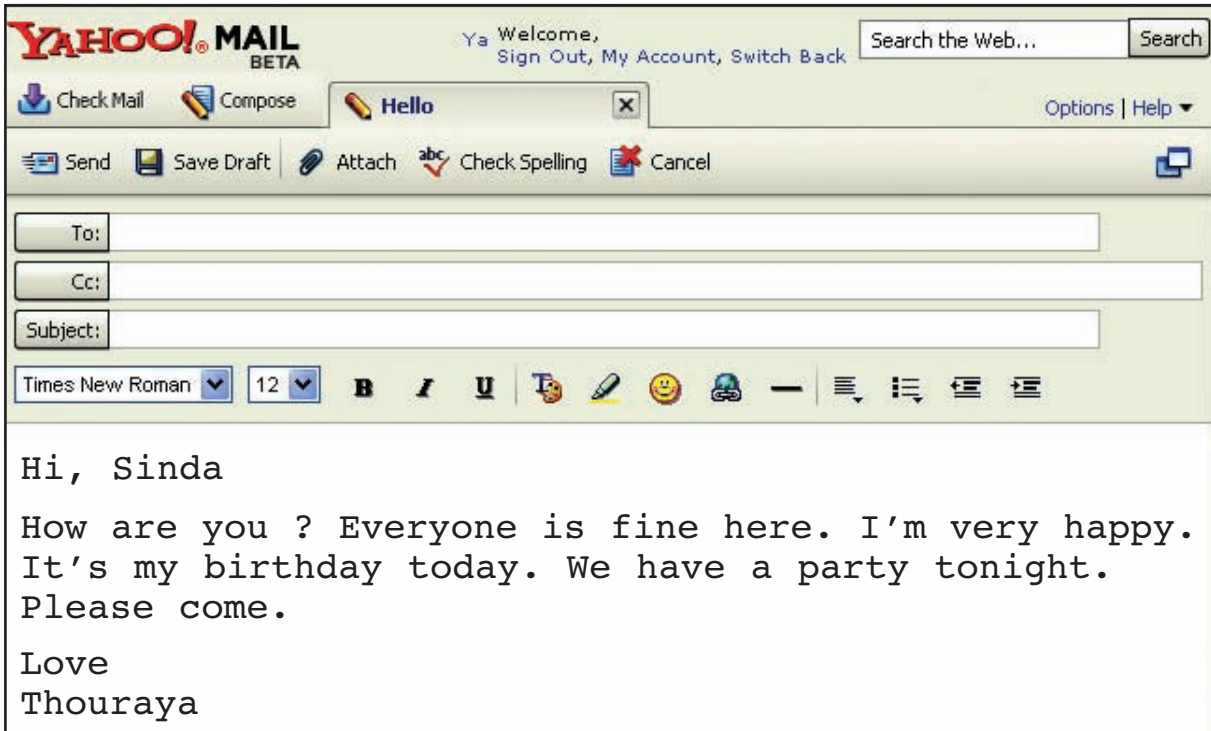 YAHOO!® MAIL
BETA
Ya Welcome,
Sign Out, My Account, Switch Back
Search the Web...
Search
Check Mail
Compose
Hello
Options | Help
Send
Save Draft
Attach
abc Check Spelling
Cancel
To:
Cc:
Subject:
Times New Roman
12
B
I
U
Hi, Sinda
How are you ? Everyone is fine here. I'm very happy.
It's my birthday today. We have a party tonight.
Please come.
Love
Thouraya